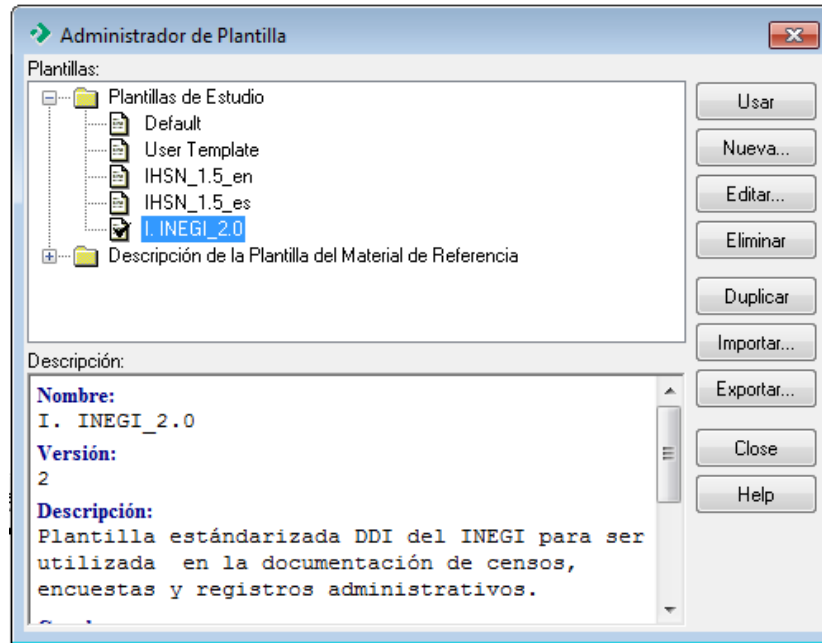 Administrador de Plantilla
Plantillas:
Plantillas de Estudio
Default
User Template
IHSN_1.5_en
IHSN_1.5_es
I. INEGI_2.0
Descripción de la Plantilla del Material de Referencia
Usar
Nueva...
Editar...
Eliminar
Duplicar
Importar...
Exportar...
Close
Help
Descripción:
Nombre:
I. INEGI_2.0
Versión:
2
Descripción:
Plantilla estándarizada DDI del INEGI para ser
utilizada en la documentación de censos,
encuestas y registros administrativos.